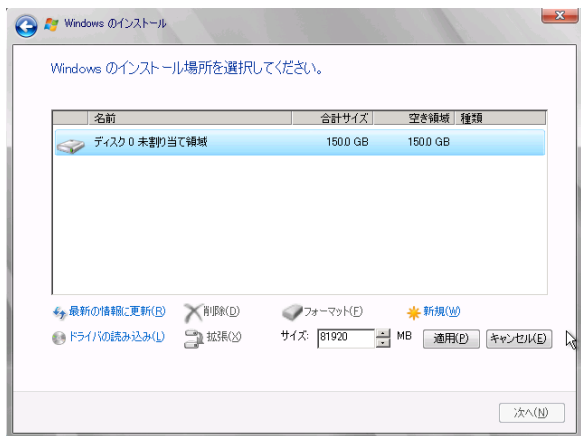 Windows のインストール
Windows のインストール場所を選択してください。
名前 合計サイズ 空き領域 種類
ディスク 0 未割り当て領域 150.0 GB 150.0 GB
最新の情報に更新(R) 削除(D) フォーマット(F) 新規(W)
ドライバの読み込み(L) 拡張(X) サイズ: 81920 MB 適用(P) キャンセル(E)
次へ(N)